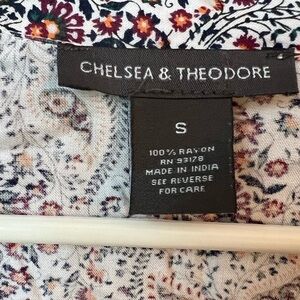 CHELSEA & THEODORE
S
100% RAYON
RN 93178
MADE IN INDIA
SEE REVERSE
FOR CARE